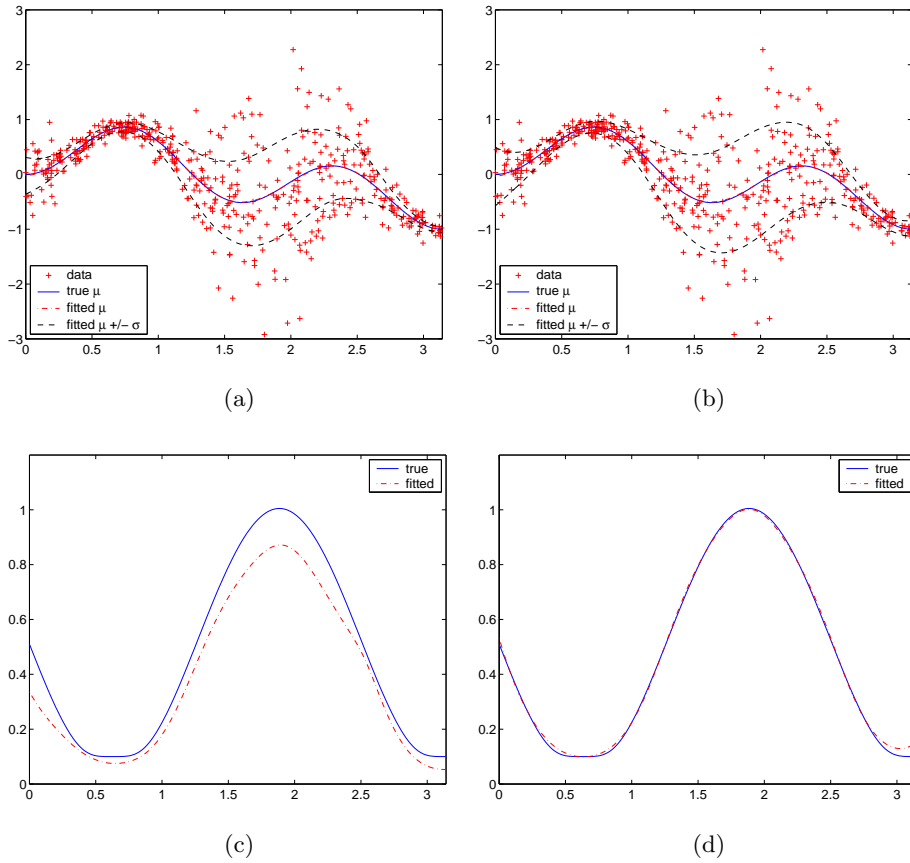 3
2
1
0
−1
−2
−3
0 0.5 1 1.5 2 2.5 3
data
true μ
fitted μ
fitted μ +/− σ
(a)
3
2
1
0
−1
−2
−3
0 0.5 1 1.5 2 2.5 3
data
true μ
fitted μ
fitted μ +/− σ
(b)
1
0.8
0.6
0.4
0.2
0
0 0.5 1 1.5 2 2.5 3
true
fitted
(c)
1
0.8
0.6
0.4
0.2
0
0 0.5 1 1.5 2 2.5 3
true
fitted
(d)